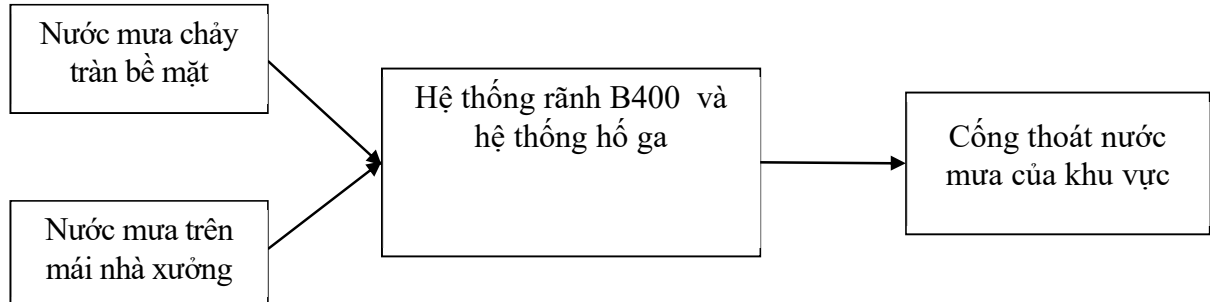 Nước mưa chảy
tràn bề mặt
Nước mưa trên
mái nhà xưởng
Hệ thống rãnh B400 và
hệ thống hố ga
Cống thoát nước
mưa của khu vực